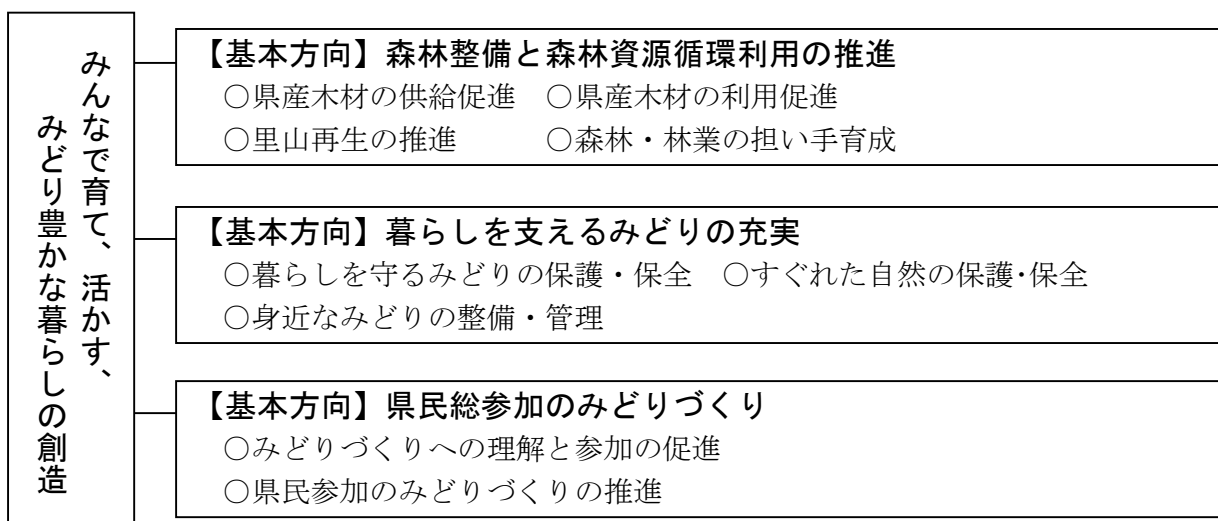 みんなで育て、活かす、
みどり豊かな暮らしの創造
【基本方向】森林整備と森林資源循環利用の推進
○県産木材の供給促進　○県産木材の利用促進
○里山再生の推進　　　○森林・林業の担い手育成
【基本方向】暮らしを支えるみどりの充実
○暮らしを守るみどりの保護・保全　○すぐれた自然の保護･保全
○身近なみどりの整備・管理
【基本方向】県民総参加のみどりづくり
○みどりづくりへの理解と参加の促進
○県民参加のみどりづくりの推進